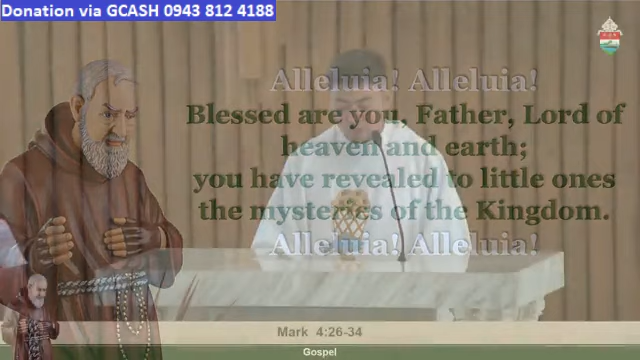 Donation via GCASH 0943 812 4188
Alleluia! Alleluia!
Blessed are you, Father, Lord of
heaven and earth;
you have revealed to little ones
the mysteries of the Kingdom.
Alleluia! Alleluia!
Mark 4:26-34
Gospel